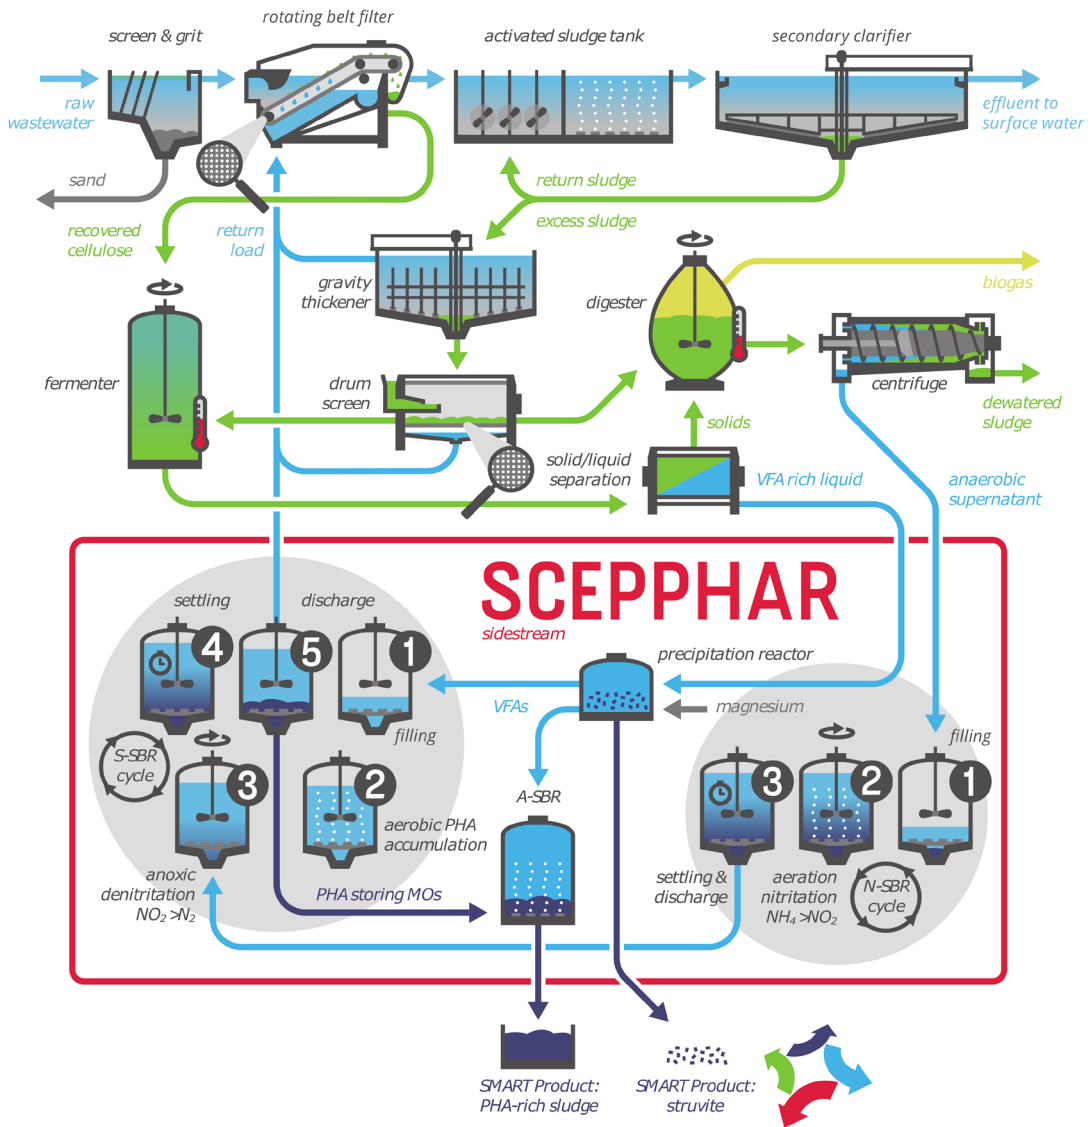 rotating belt filter
screen & grit
activated sludge tank
secondary clarifier
raw
wastewater
effluent to
surface water
sand
return sludge
recovered
cellulose
return
load
excess sludge
gravity
thickener
digester
biogas
fermenter
drum
screen
centrifuge
dewatered
sludge
solids
solid/liquid
separation
VFA rich liquid
anaerobic
supernatant
SCEPPHAR
sidestream
settling
discharge
4
5
1
precipitation reactor
VFAs
magnesium
filling
filling
S-SBR
cycle
3
2
3
2
1
A-SBR
aerobic PHA
accumulation
anoxic
denitritation
NO₂ >N₂
PHA storing MOs
settling &
discharge
aeration
nitritation
NH₄ >NO₂
N-SBR
cycle
SMART Product:
PHA-rich sludge
SMART Product:
struvite